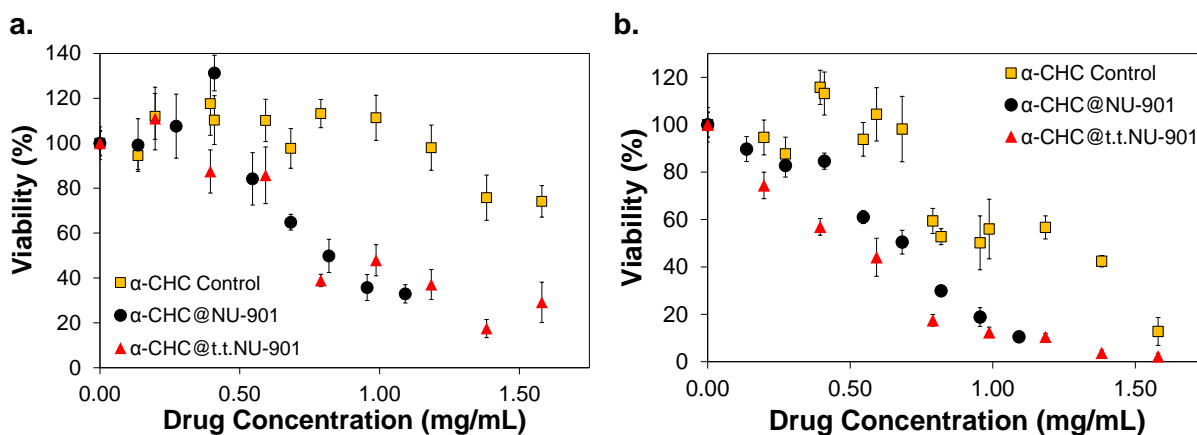 a.
Viability (%)
140
120
100
80
60
40
20
0
α-CHC Control
α-CHC@NU-901
α-CHC@t.t.NU-901
0.00 0.50 1.00 1.50
Drug Concentration (mg/mL)
b.
Viability (%)
120
100
80
60
40
20
0
α-CHC Control
α-CHC@NU-901
α-CHC@t.t.NU-901
0.00 0.50 1.00 1.50
Drug Concentration (mg/mL)